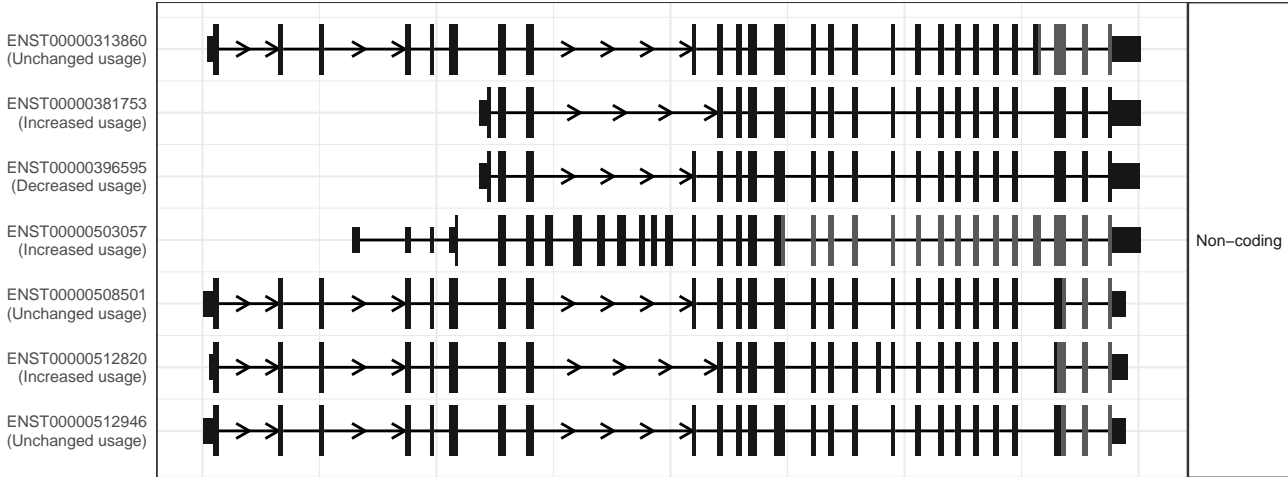 ENST00000313860
(Unchanged usage)
ENST00000381753
(Increased usage)
ENST00000396595
(Decreased usage)
ENST00000503057
(Increased usage)
Non−coding
ENST00000508501
(Unchanged usage)
ENST00000512820
(Increased usage)
ENST00000512946
(Unchanged usage)